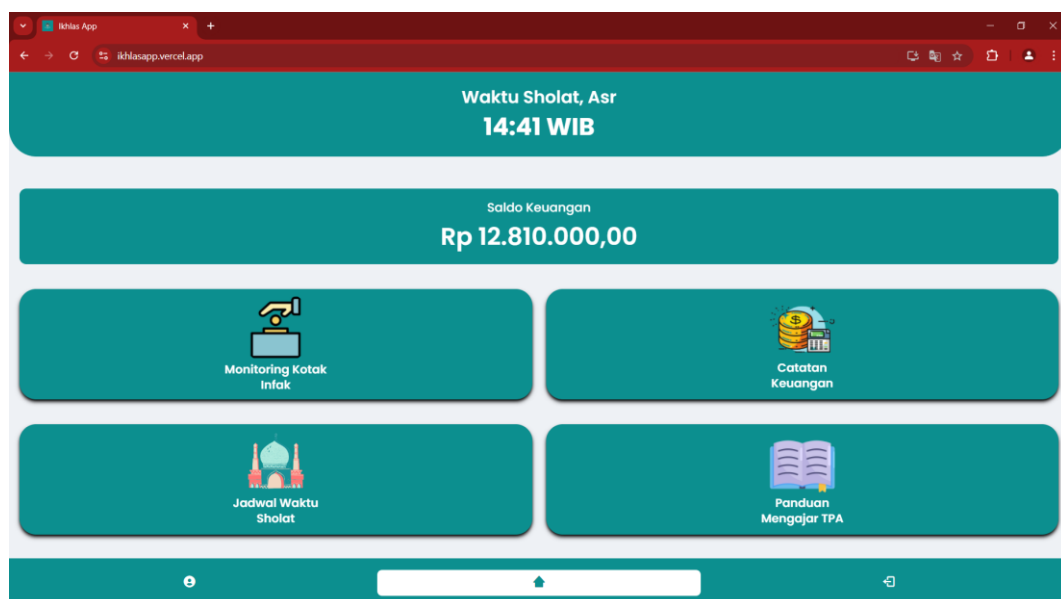 Ikhlas App
ikhlasapp.vercel.app
Waktu Sholat, Asr
14:41 WIB
Saldo Keuangan
Rp 12.810.000,00
Monitoring Kotak
Infak
Catatan
Keuangan
Jadwal Waktu
Sholat
Panduan
Mengajar TPA